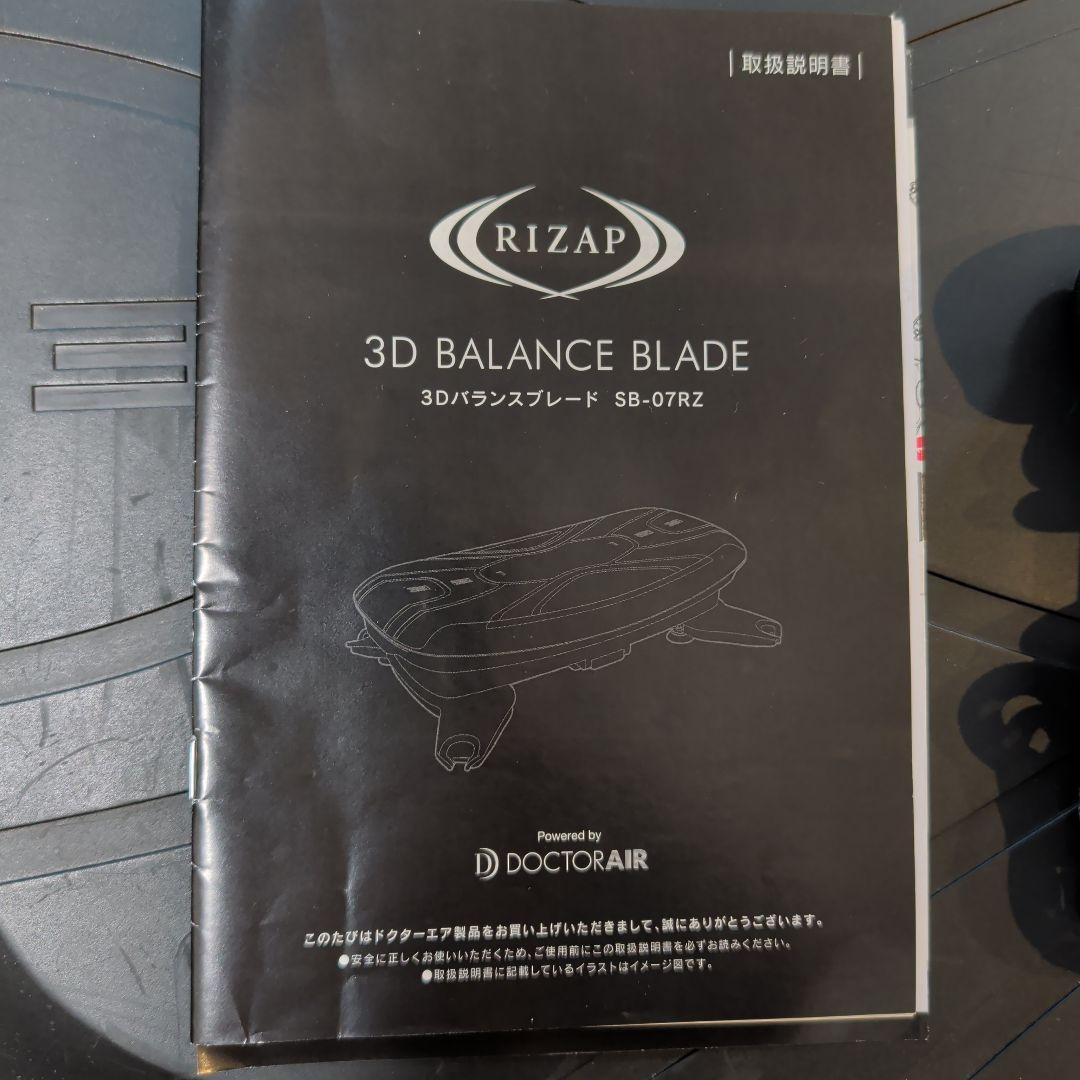 |取扱説明書|
RIZAP
3D BALANCE BLADE
3Dバランスブレード SB-07RZ
Powered by
DOCTORAIR
このたびはドクターエア製品をお買い上げいただきまして、誠にありがとうございます。
●安全に正しくお使いいただくため、ご使用前にこの取扱説明書を必ずお読みください。
●取扱説明書に記載しているイラストはイメージ図です。